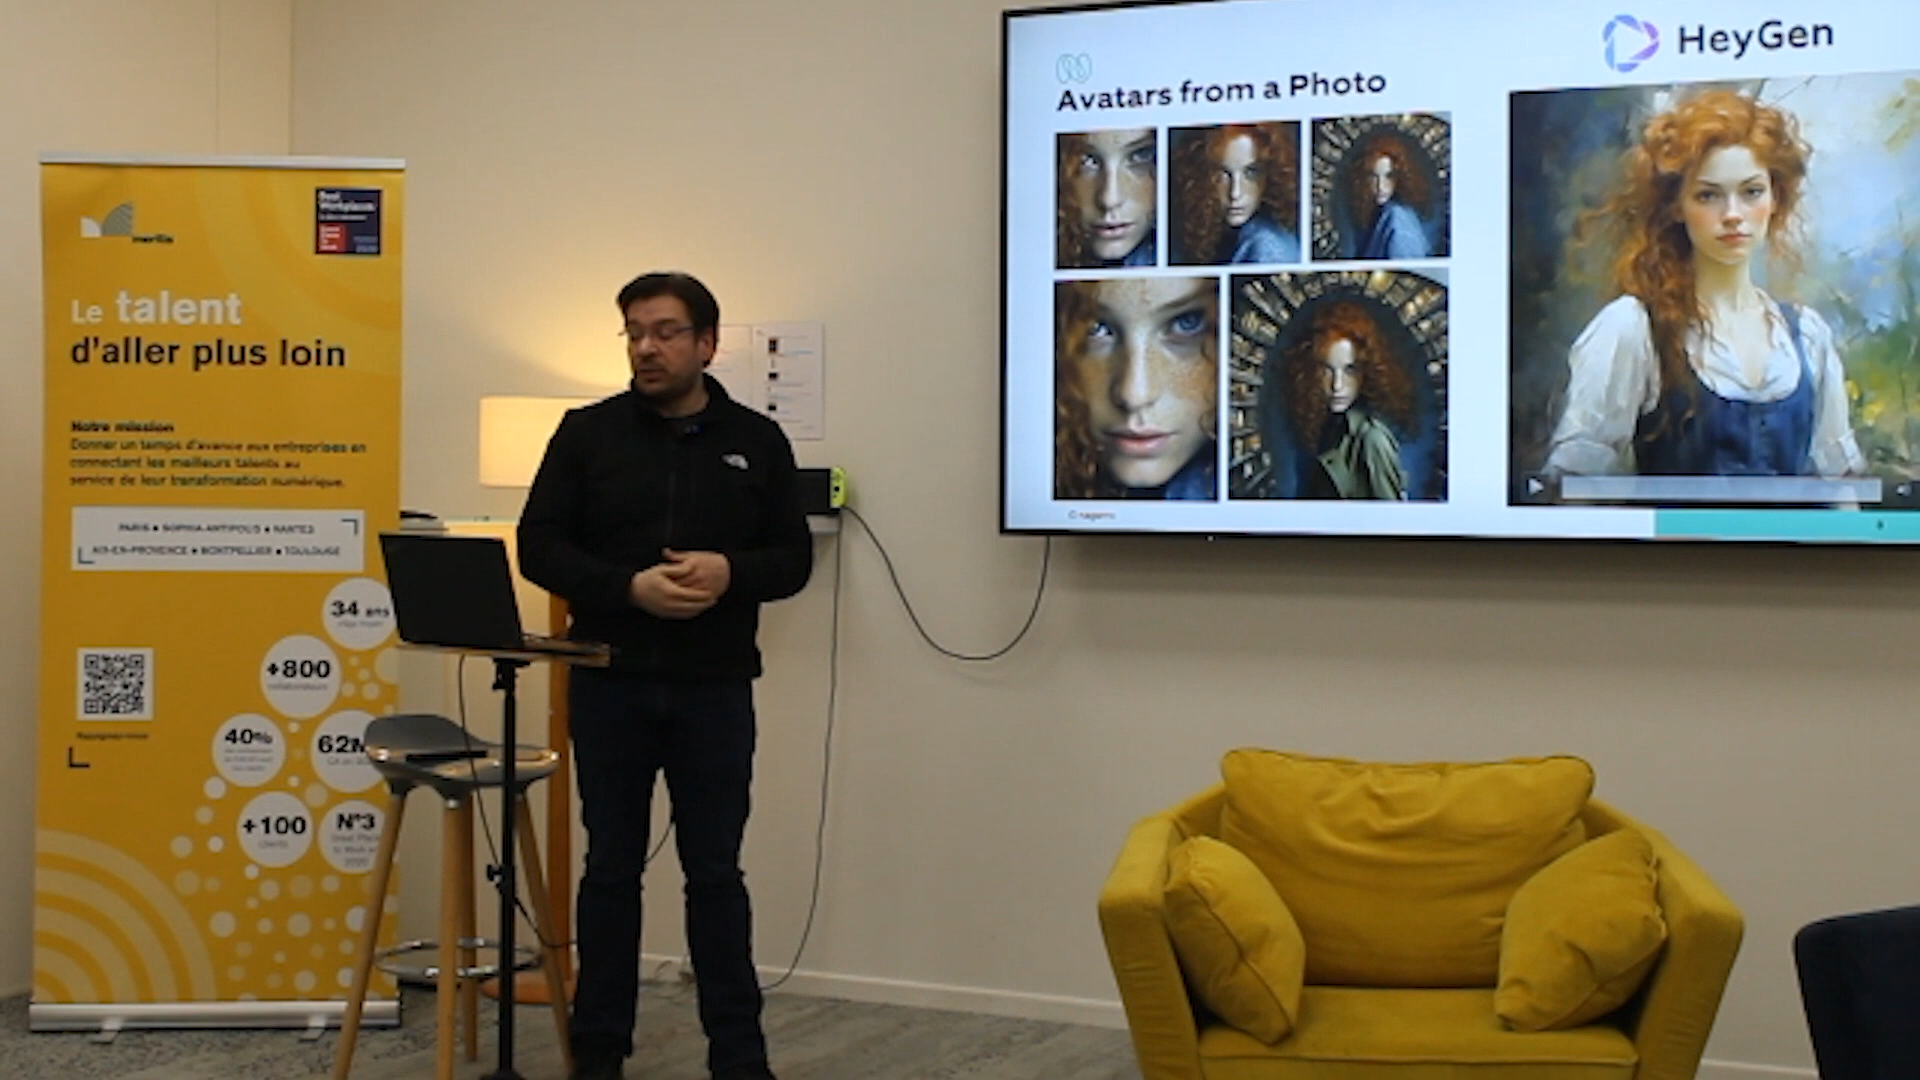 Le talent
d'aller plus loin
Notre mission
Donner un temps d'avance aux entreprises en
connectant les meilleurs talents au
service de leur transformation numérique.
PARIS • SOPHIA ANTIPOLIS • NANTES
AIX-EN-PROVENCE • MONTPELLIER • TOULOUSE
34 ans
+800
collaborateurs
40%
+100
clients
N°3
HeyGen
Avatars from a Photo